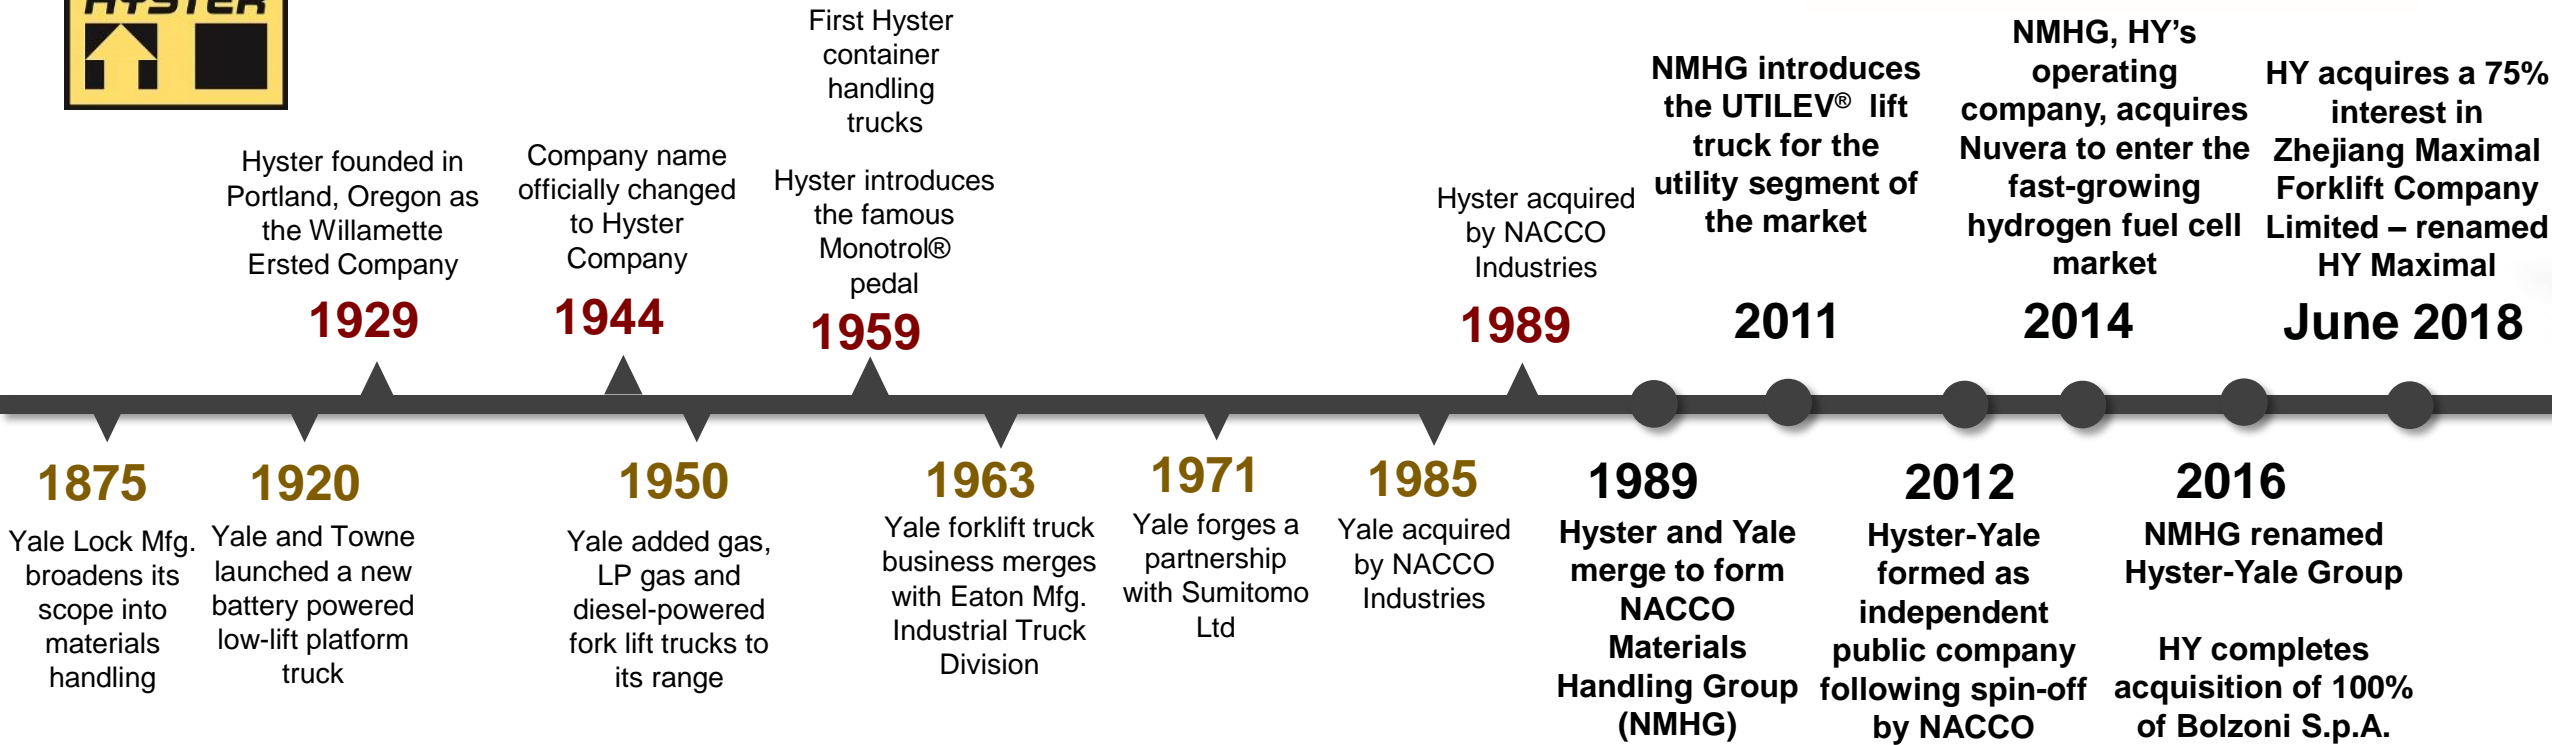 HYSTER
Hyster founded in
Portland, Oregon as
the Willamette
Ersted Company
1929
Company name
officially changed
to Hyster
Company
1944
First Hyster
container
handling
trucks
Hyster introduces
the famous
Monotrol®
pedal
1959
Hyster acquired
by NACCO
Industries
1989
NMHG introduces
the UTILEV® lift
truck for the
utility segment of
the market
2011
NMHG, HY’s
operating
company, acquires
Nuvera to enter the
fast-growing
hydrogen fuel cell
market
2014
HY acquires a 75%
interest in
Zhejiang Maximal
Forklift Company
Limited – renamed
HY Maximal
June 2018
1875
Yale Lock Mfg.
broadens its
scope into
materials
handling
1920
Yale and Towne
launched a new
battery powered
low-lift platform
truck
1950
Yale added gas,
LP gas and
diesel-powered
fork lift trucks to
its range
1963
Yale forklift truck
business merges
with Eaton Mfg.
Industrial Truck
Division
1971
Yale forges a
partnership
with Sumitomo
Ltd
1985
Yale acquired
by NACCO
Industries
1989
Hyster and Yale
merge to form
NACCO
Materials
Handling Group
(NMHG)
2012
Hyster-Yale
formed as
independent
public company
following spin-off
by NACCO
2016
NMHG renamed
Hyster-Yale Group
HY completes
acquisition of 100%
of Bolzoni S.p.A.